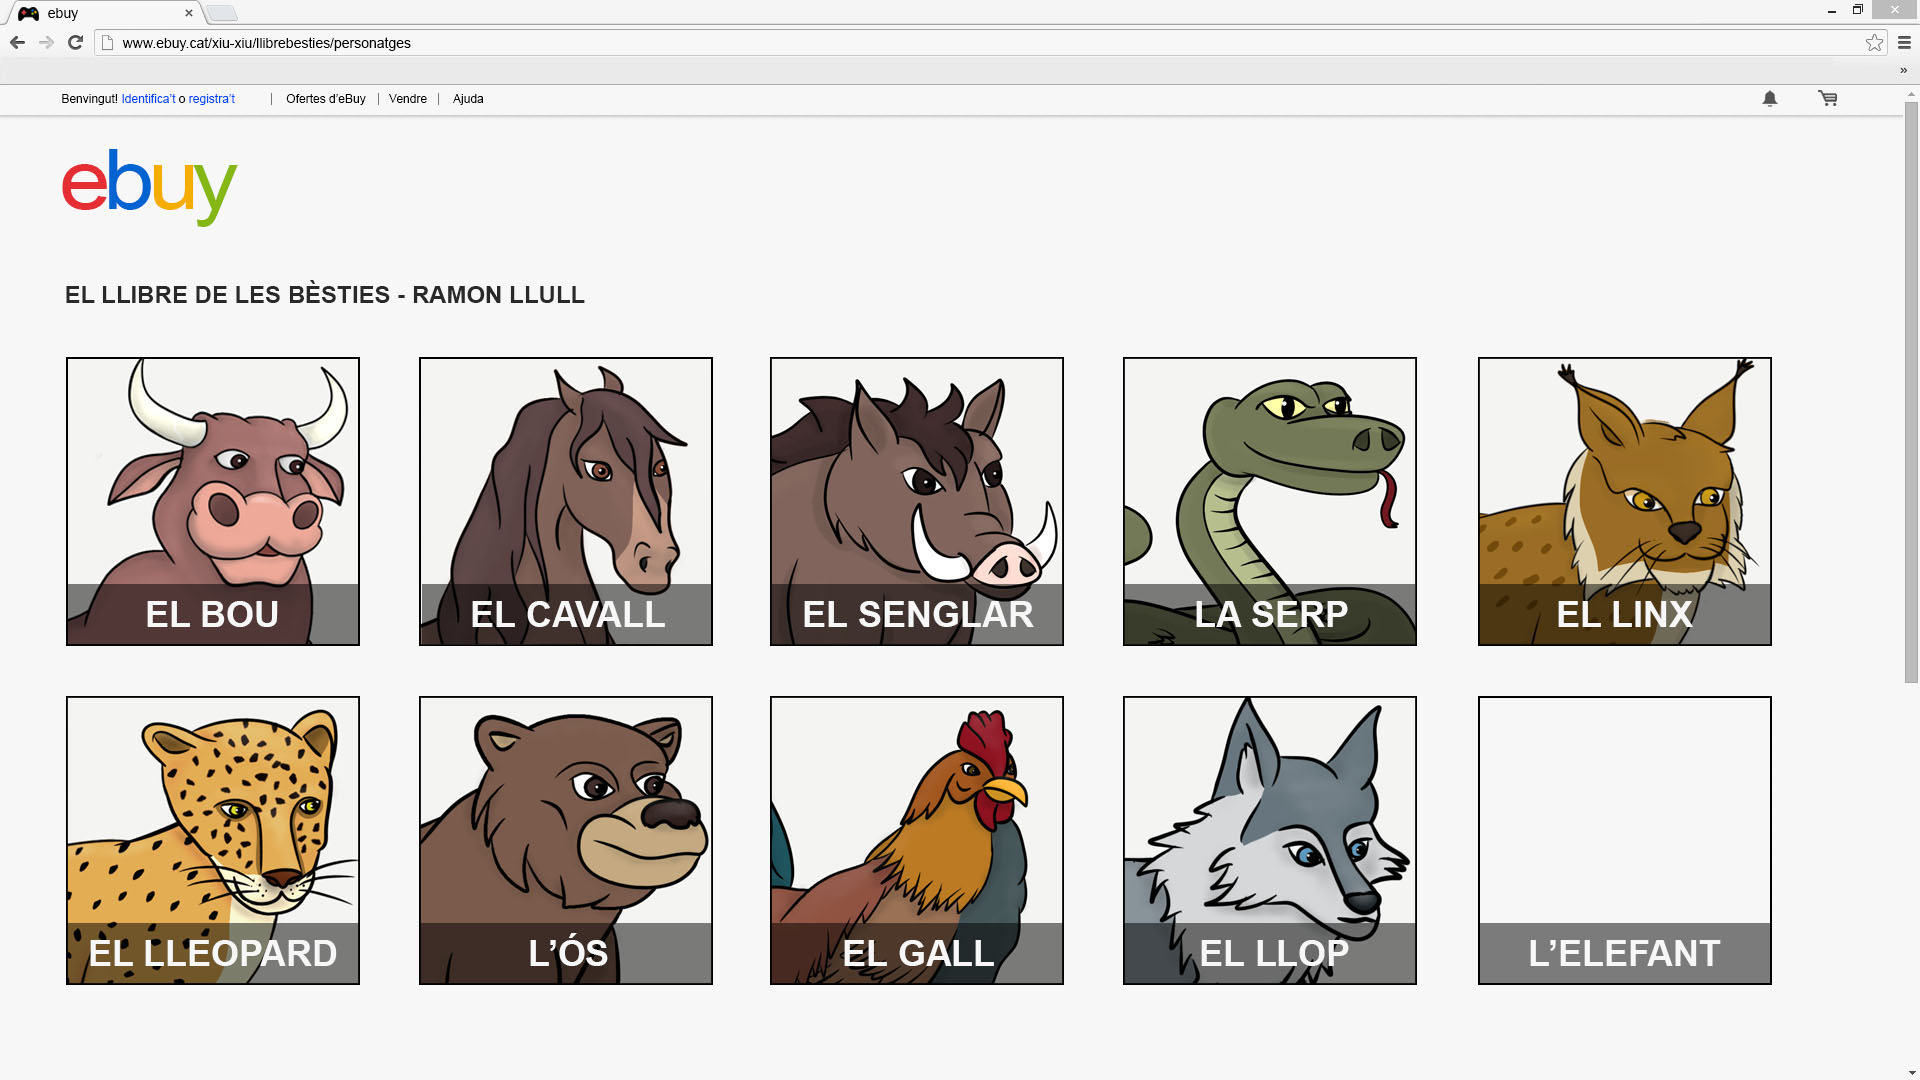 ebuy
www.ebuy.cat/xiu-xiu/llibrebesties/personatges
»
Benvingut! Identifica't o registra't | Ofertes d'eBuy | Vendre | Ajuda
ebuy
EL LLIBRE DE LES BÈSTIES - RAMON LLULL
EL BOU
EL CAVALL
EL SENGLAR
LA SERP
EL LINX
EL LLEOPARD
L'ÓS
EL GALL
EL LLOP
L'ELEFANT